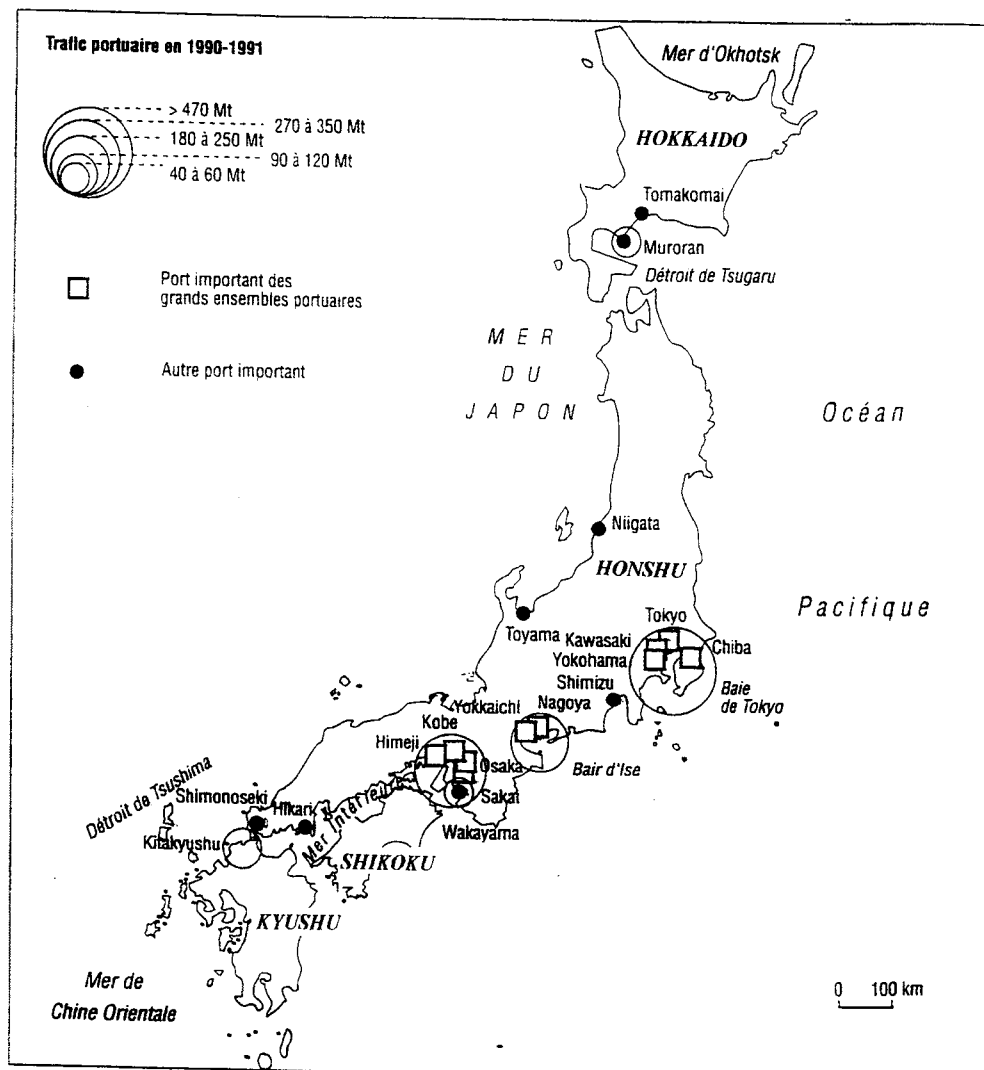 Trafic portuaire en 1990-1991
> 470 Mt
270 à 350 Mt
180 à 250 Mt
90 à 120 Mt
40 à 60 Mt
Port important des
grands ensembles portuaires
Autre port important
Mer d'Okhotsk
HOKKAIDO
Tomakomai
Muroran
Détroit de Tsugaru
MER
DU
JAPON
Océan
Pacifique
Niigata
HONSHU
Toyama
Tokyo
Kawasaki
Chiba
Yokohama
Shimizu
Baie
de Tokyo
Yokkaichi
Nagoya
Kobe
Himeji
Osaka
Bair d'Ise
Sakai
Wakayama
Détroit de Tsushima
Shimonoseki
Hikari
Mer Intérieure
Kitakyushu
SHIKOKU
KYUSHU
Mer de
Chine Orientale
0 100 km